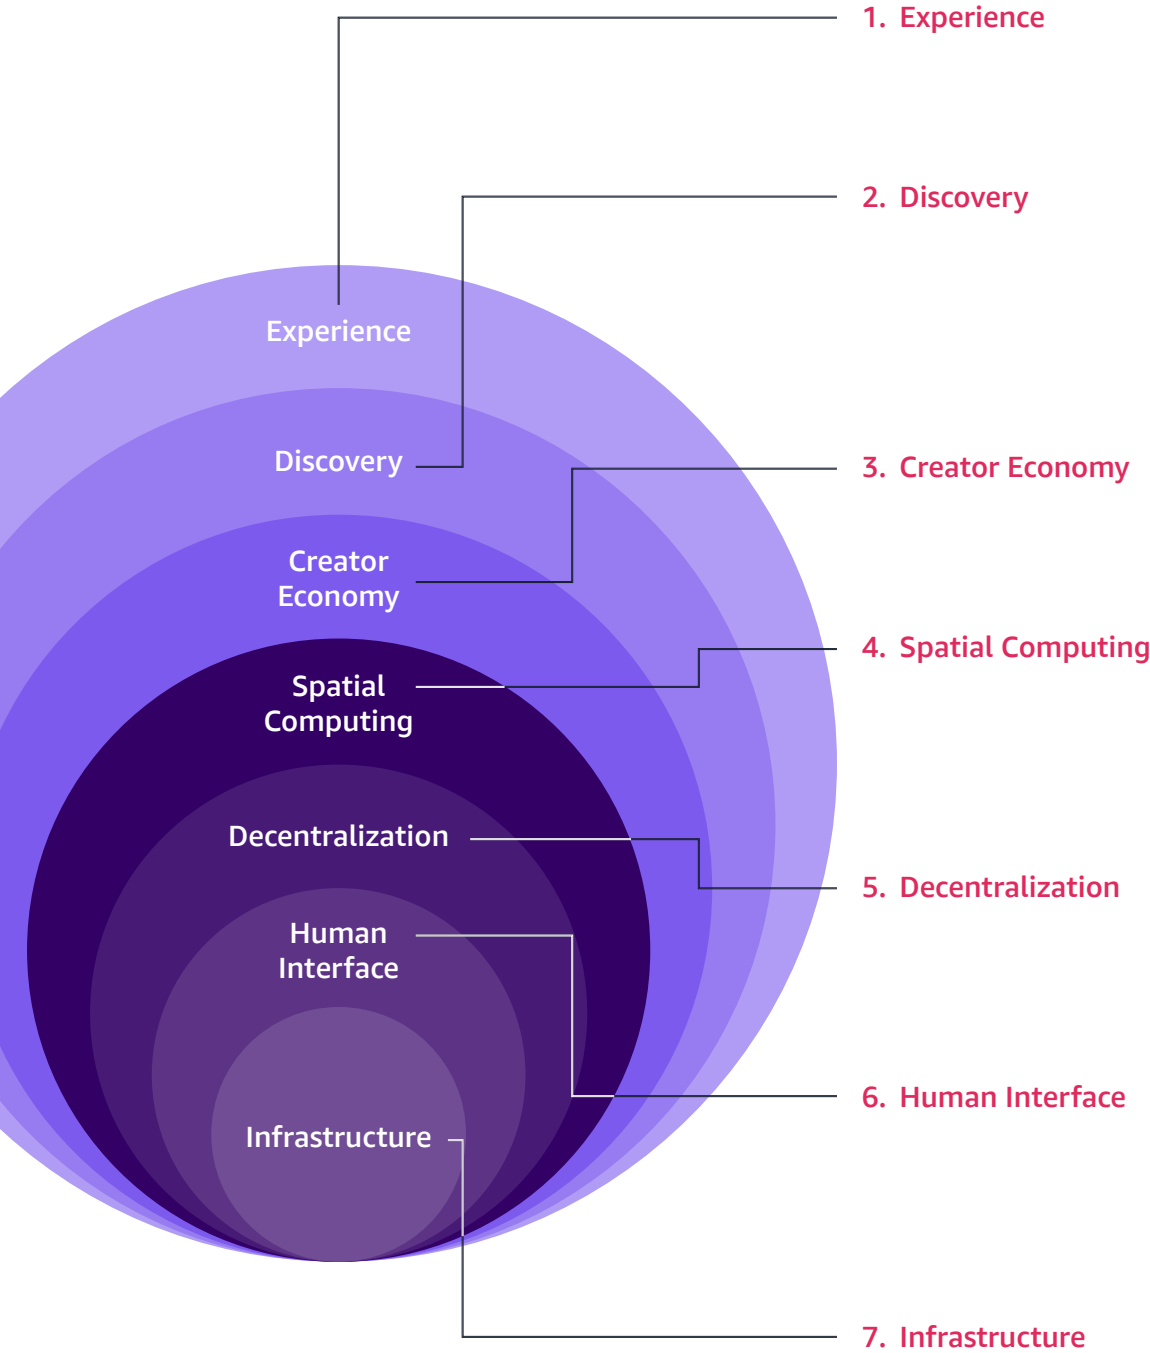 1. Experience
2. Discovery
Experience
Discovery
3. Creator Economy
Creator
Economy
4. Spatial Computing
Spatial
Computing
Decentralization
5. Decentralization
Human
Interface
6. Human Interface
Infrastructure
7. Infrastructure